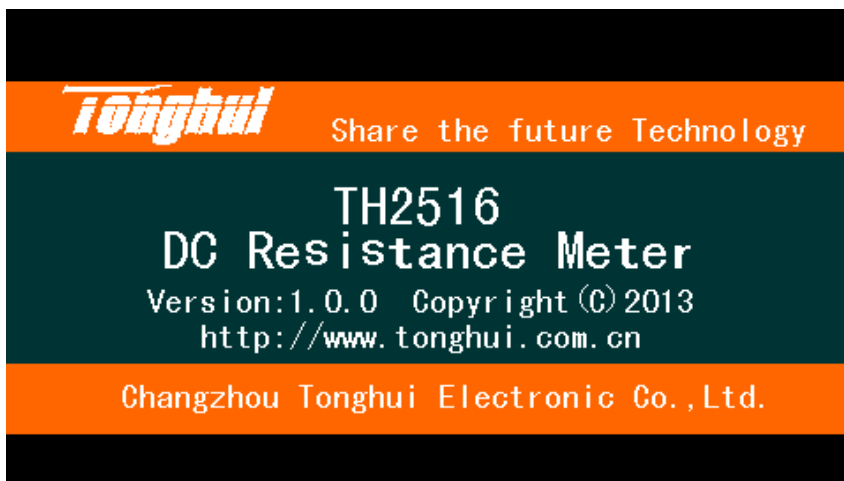 Tonghui
Share the future Technology
TH2516
DC Resistance Meter
Version:1.0.0 Copyright(C)2013
http://www.tonghui.com.cn
Changzhou Tonghui Electronic Co.,Ltd.